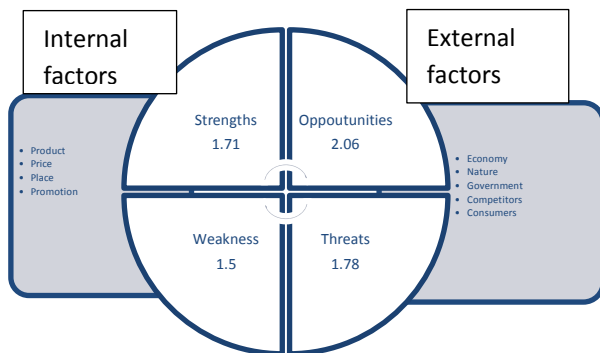 Internal
factors
External
factors
Strengths
1.71
Oppoutunities
2.06
• Product
• Price
• Place
• Promotion
• Economy
• Nature
• Government
• Competitors
• Consumers
Weakness
1.5
Threats
1.78